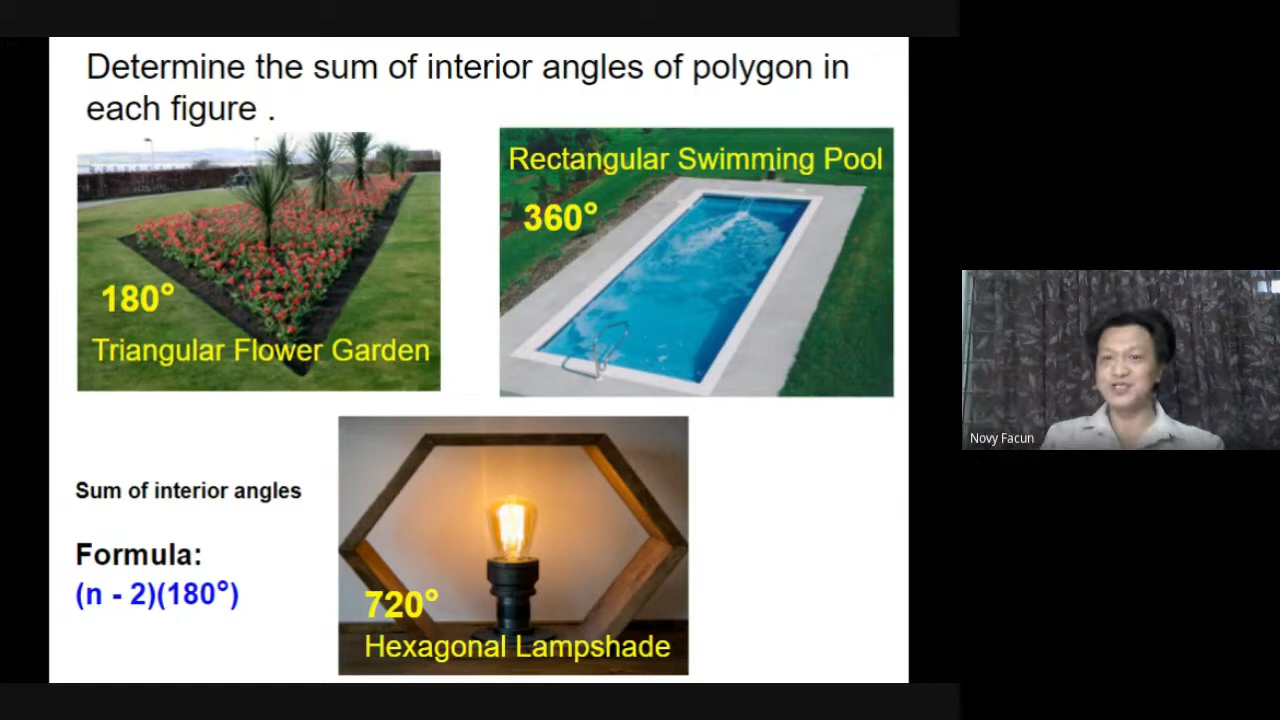 Determine the sum of interior angles of polygon in
each figure .
180°
Triangular Flower Garden
Rectangular Swimming Pool
360°
Sum of interior angles
Formula:
(n - 2)(180°)
720°
Hexagonal Lampshade
Novy Facun